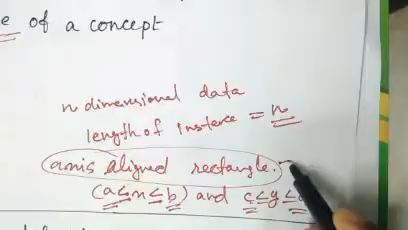 e of a concept
n dimensional data
length of instance = n
axis aligned rectangle.
(a≤x≤b) and c≤y≤